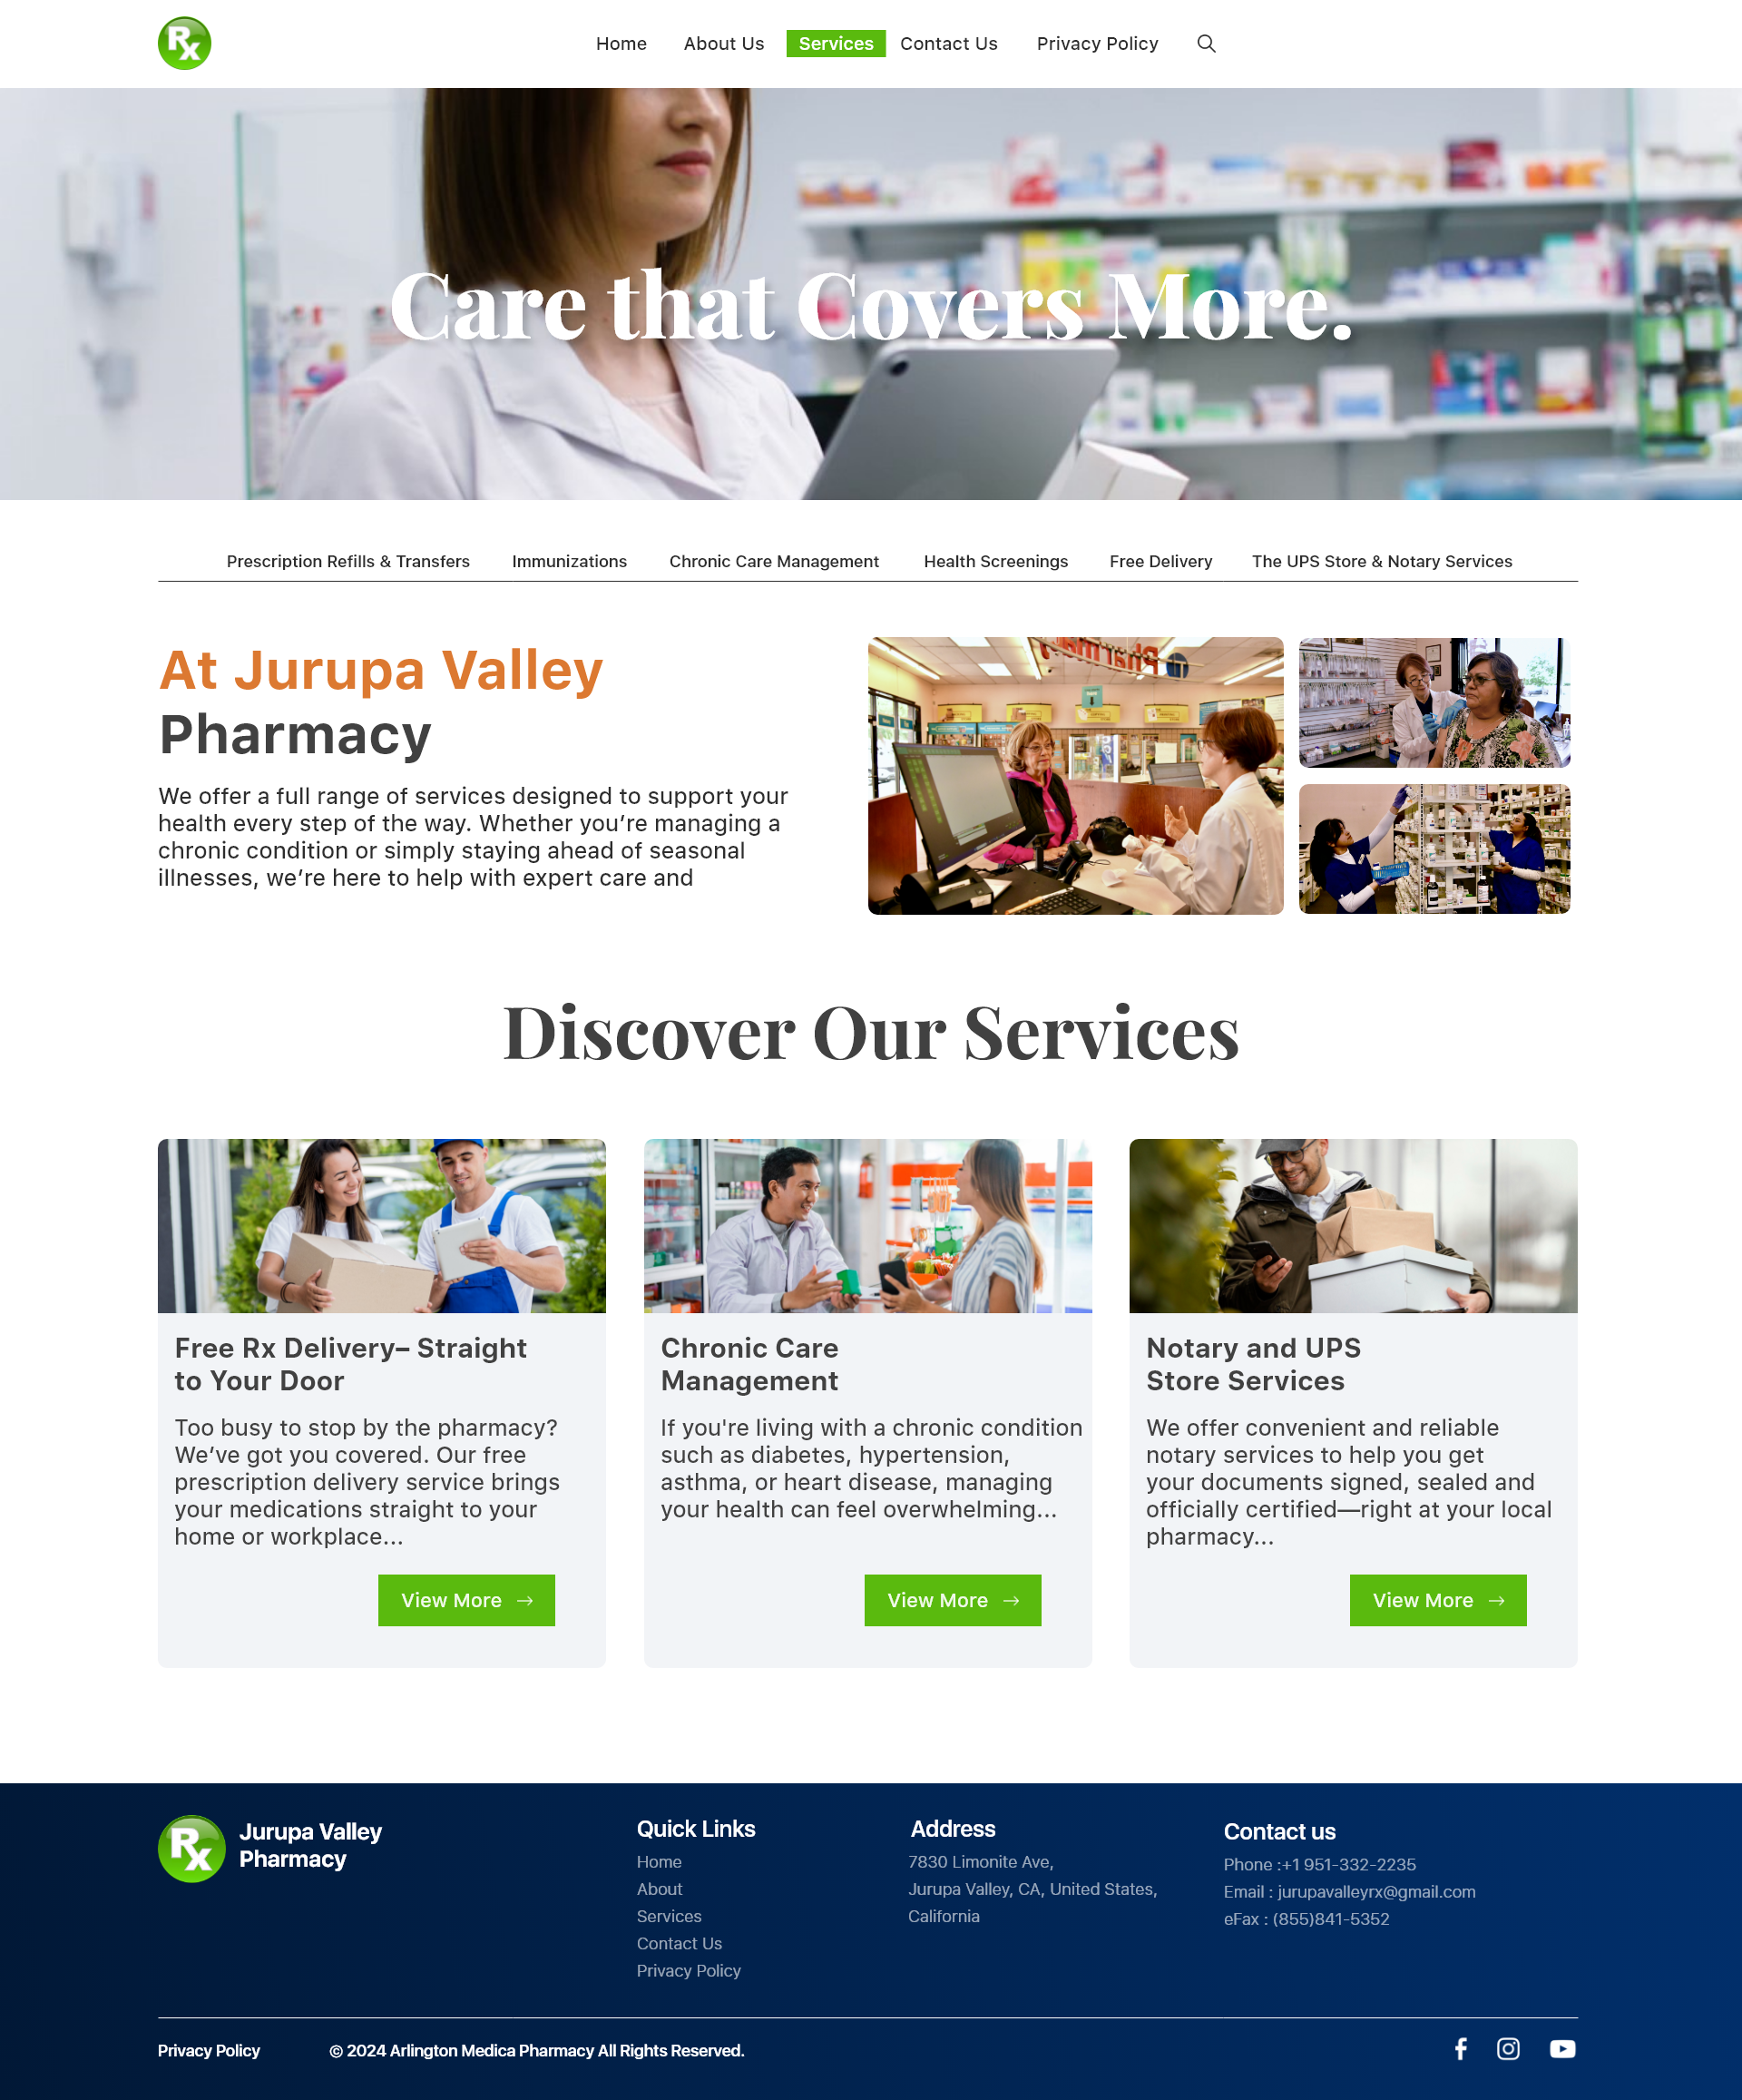 Rx
Home About Us Services Contact Us Privacy Policy
Care that Covers More.
Prescription Refills & Transfers Immunizations Chronic Care Management Health Screenings Free Delivery The UPS Store & Notary Services
At Jurupa Valley
Pharmacy
We offer a full range of services designed to support your
health every step of the way. Whether you’re managing a
chronic condition or simply staying ahead of seasonal
illnesses, we’re here to help with expert care and
Discover Our Services
Free Rx Delivery– Straight
to Your Door
Too busy to stop by the pharmacy?
We’ve got you covered. Our free
prescription delivery service brings
your medications straight to your
home or workplace...
View More →
Chronic Care
Management
If you're living with a chronic condition
such as diabetes, hypertension,
asthma, or heart disease, managing
your health can feel overwhelming...
View More →
Notary and UPS
Store Services
We offer convenient and reliable
notary services to help you get
your documents signed, sealed and
officially certified—right at your local
pharmacy...
View More →
Rx
Jurupa Valley
Pharmacy
Quick Links
Home
About
Services
Contact Us
Privacy Policy
Address
7830 Limonite Ave,
Jurupa Valley, CA, United States,
California
Contact us
Phone :+1 951-332-2235
Email : jurupavalleyrx@gmail.com
eFax : (855)841-5352
Privacy Policy © 2024 Arlington Medica Pharmacy All Rights Reserved.